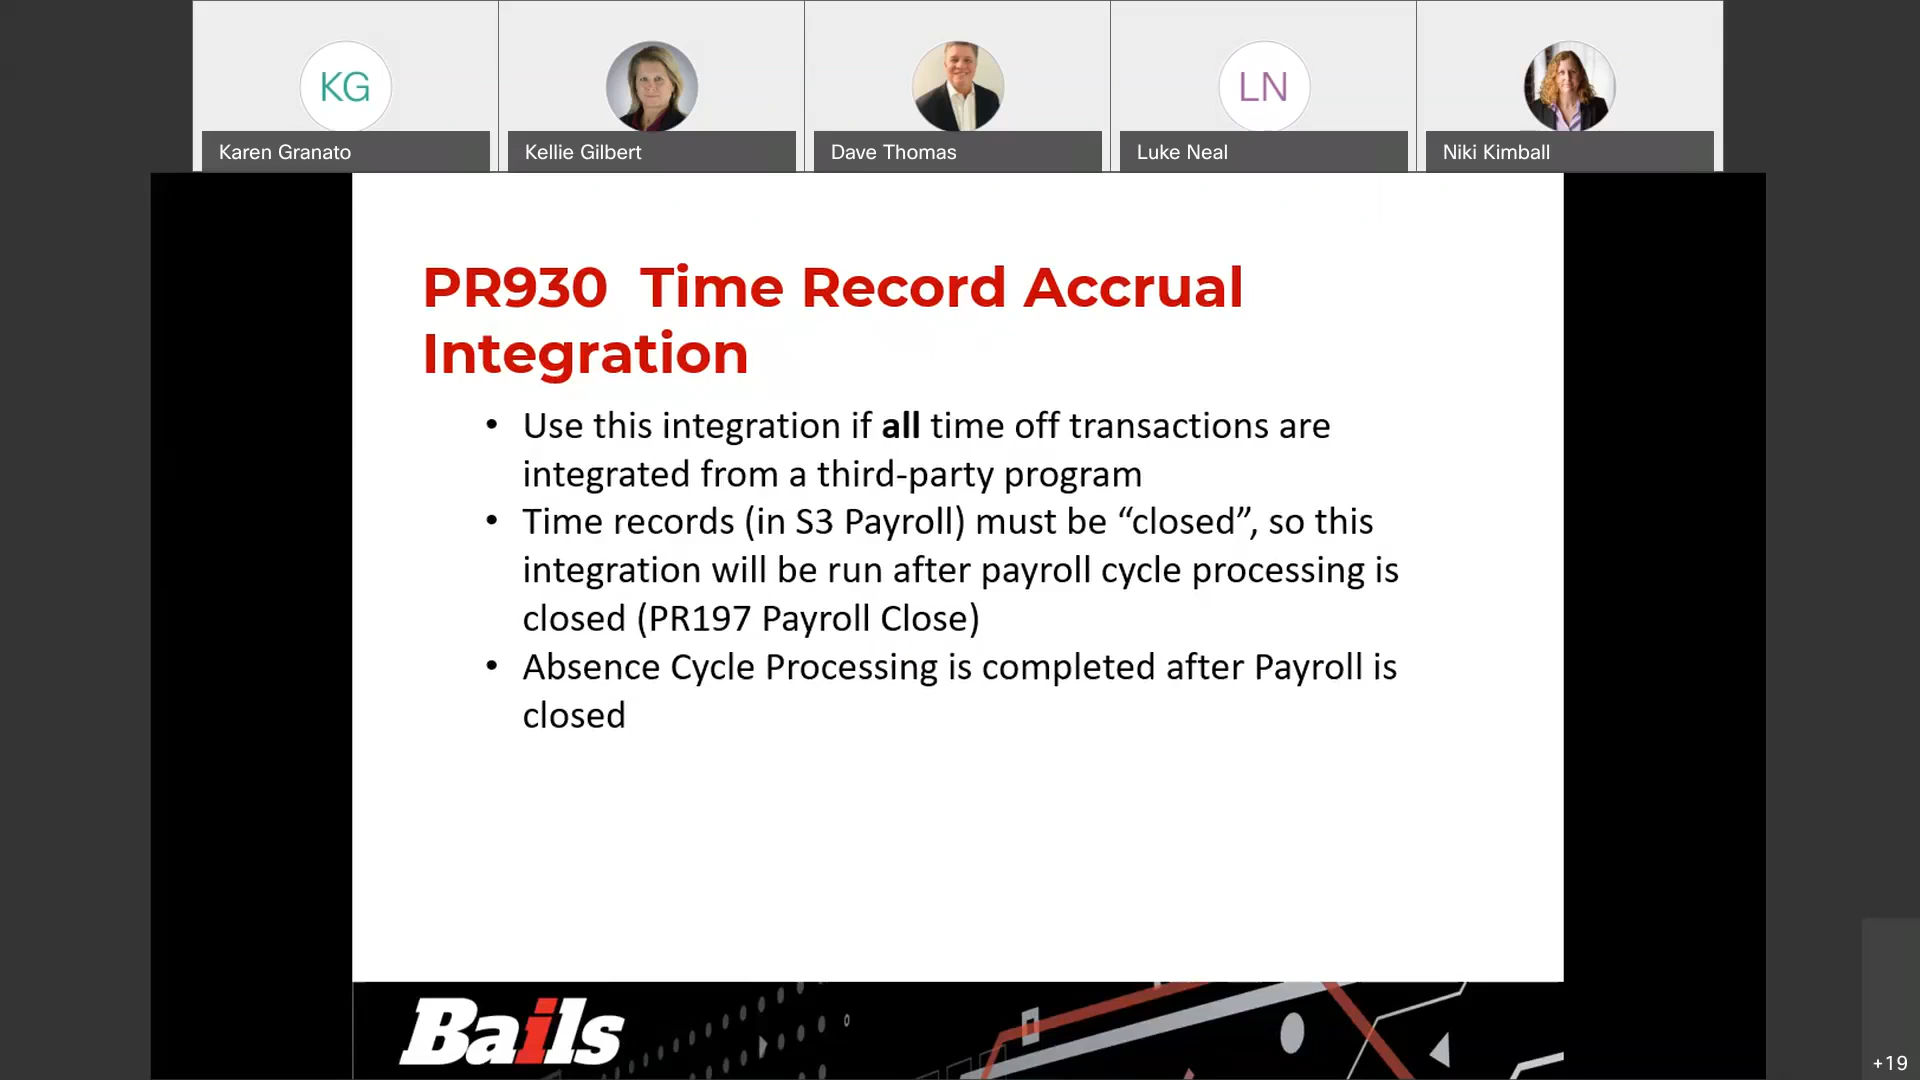 KG
LN
Karen Granato
Kellie Gilbert
Dave Thomas
Luke Neal
Niki Kimball
PR930  Time Record Accrual
Integration
• Use this integration if all time off transactions are
integrated from a third-party program
• Time records (in S3 Payroll) must be “closed”, so this
integration will be run after payroll cycle processing is
closed (PR197 Payroll Close)
• Absence Cycle Processing is completed after Payroll is
closed
Bails
+19